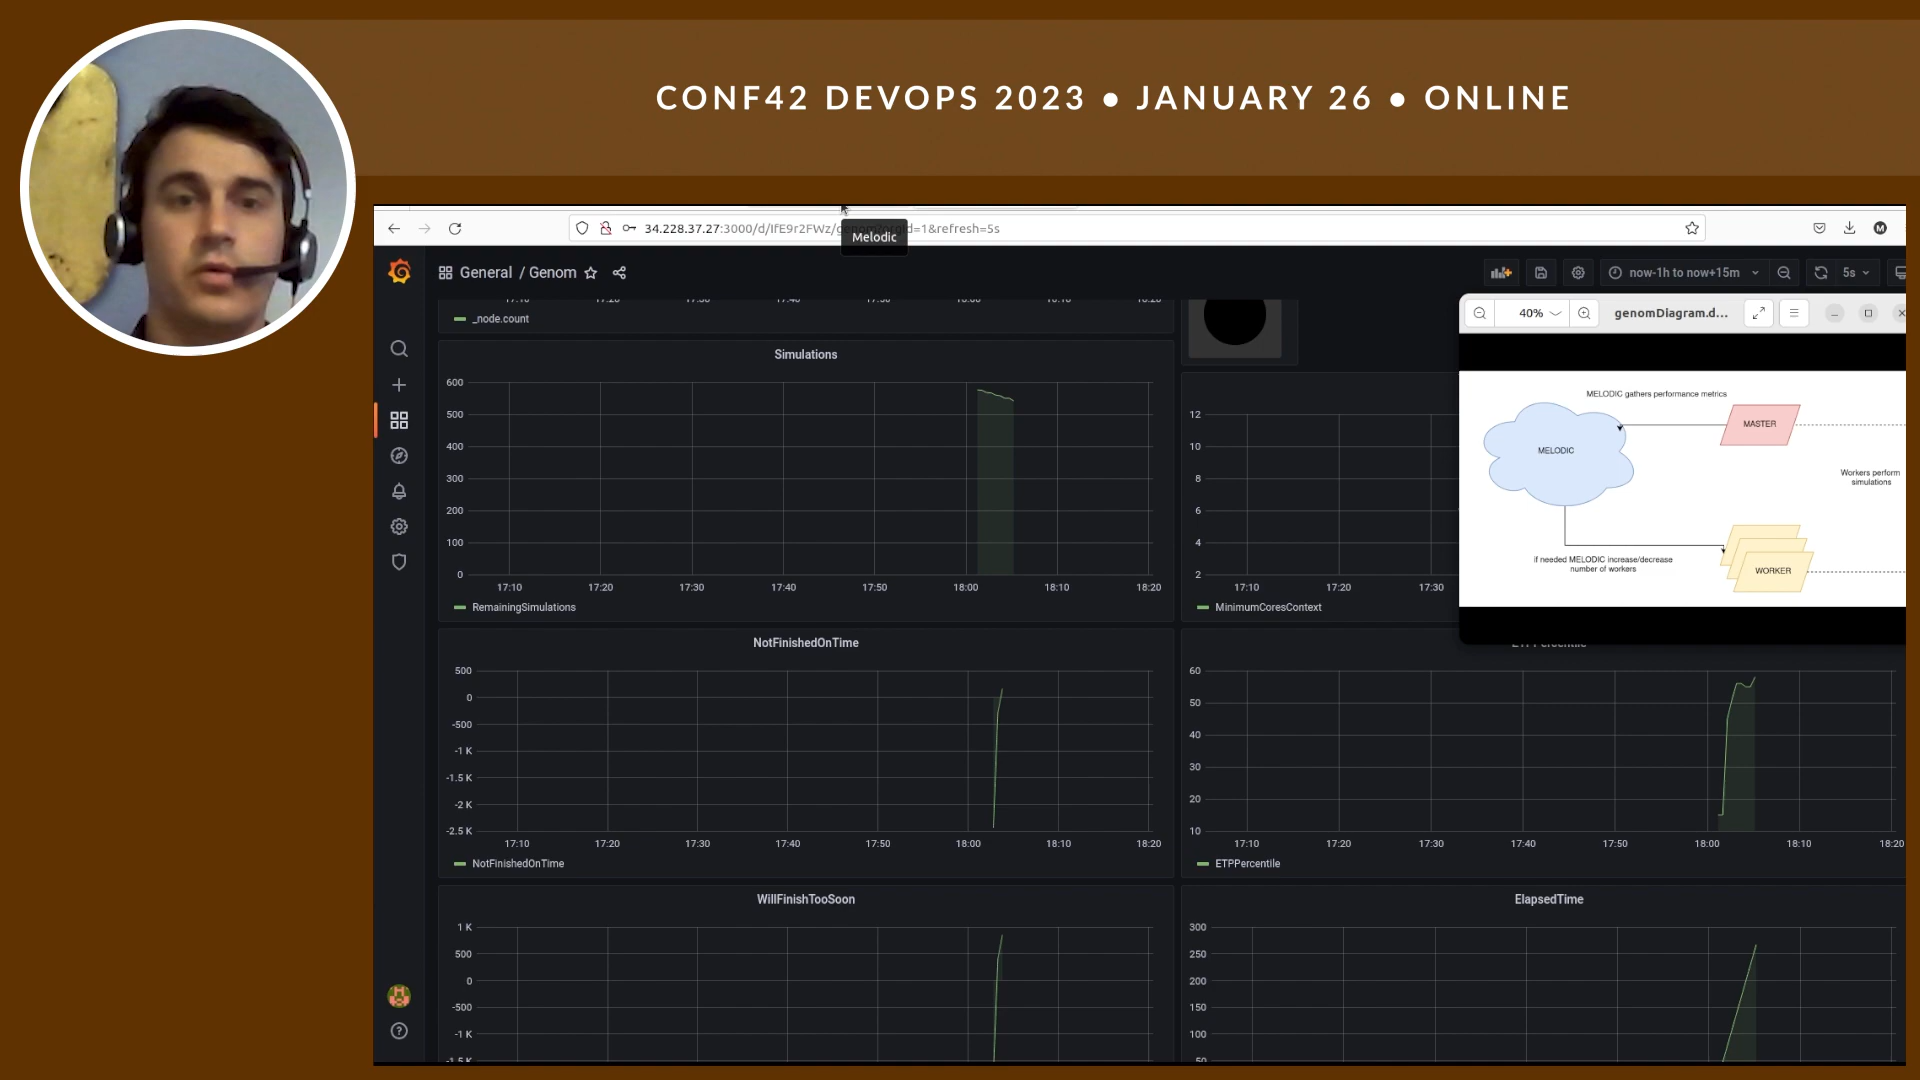 CONF42 DEVOPS 2023 • JANUARY 26 • ONLINE
34.228.37.27:3000/d/IfE9r2FWz/
=1&refresh=5s
Melodic
General / Genom
now-1h to now+15m
5s
_node.count
Simulations
600
500
400
300
200
100
0
17:10 17:20 17:30 17:40 17:50 18:00 18:10 18:20
RemainingSimulations
12
10
8
6
4
2
17:10 17:20 17:30
MinimumCoresContext
40%
genomDiagram.d...
MELODIC gathers performance metrics
MASTER
MELODIC
Workers perform
simulations
if needed MELODIC increase/decrease
number of workers
WORKER
NotFinishedOnTime
500
0
-500
-1 K
-1.5 K
-2 K
-2.5 K
17:10 17:20 17:30 17:40 17:50 18:00 18:10 18:20
NotFinishedOnTime
60
50
40
30
20
10
17:10 17:20 17:30 17:40 17:50 18:00 18:10 18:20
ETPPercentile
WillFinishTooSoon
1 K
500
0
-500
-1 K
-1.5 K
ElapsedTime
300
250
200
150
100
50